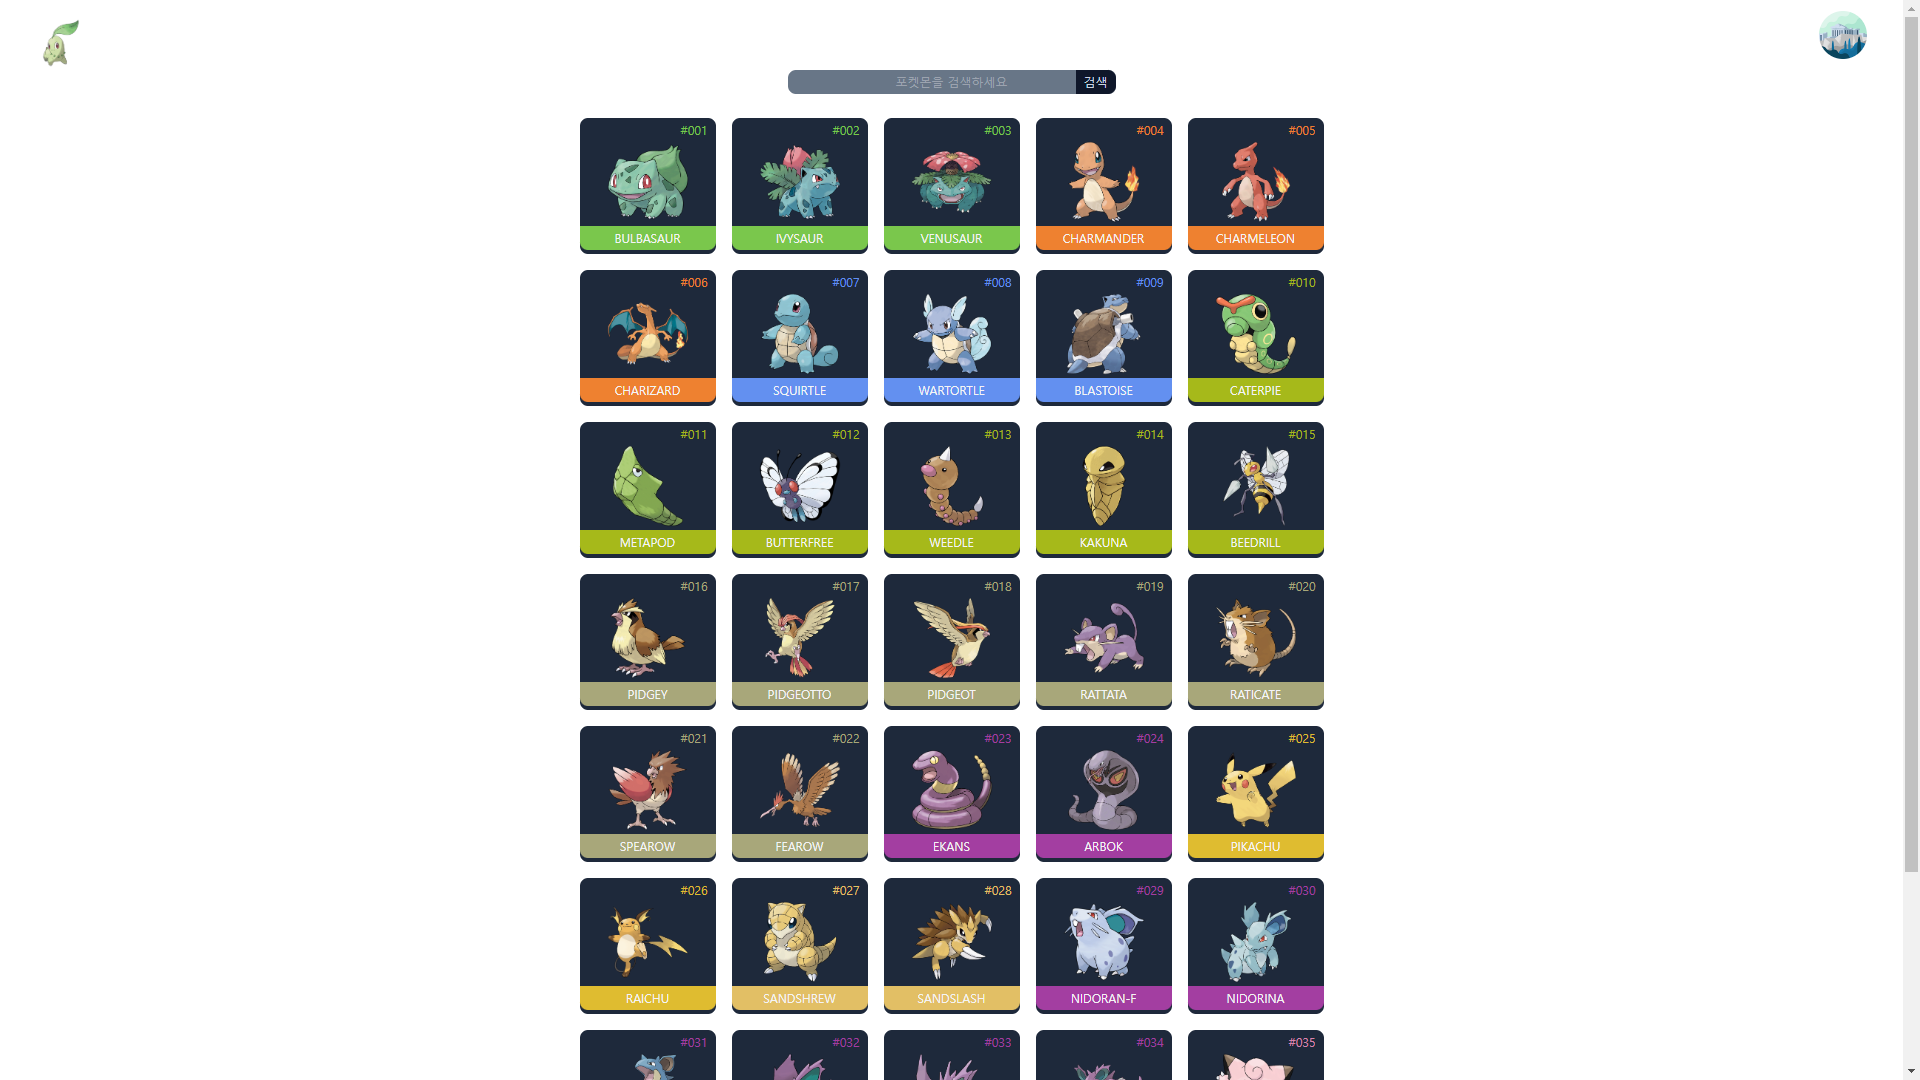 포켓몬을 검색하세요 검색
#001 #002 #003 #004 #005
BULBASAUR IVYSAUR VENUSAUR CHARMANDER CHARMELEON
#006 #007 #008 #009 #010
CHARIZARD SQUIRTLE WARTORTLE BLASTOISE CATERPIE
#011 #012 #013 #014 #015
METAPOD BUTTERFREE WEEDLE KAKUNA BEEDRILL
#016 #017 #018 #019 #020
PIDGEY PIDGEOTTO PIDGEOT RATTATA RATICATE
#021 #022 #023 #024 #025
SPEAROW FEAROW EKANS ARBOK PIKACHU
#026 #027 #028 #029 #030
RAICHU SANDSHREW SANDSLASH NIDORAN-F NIDORINA
#031 #032 #033 #034 #035